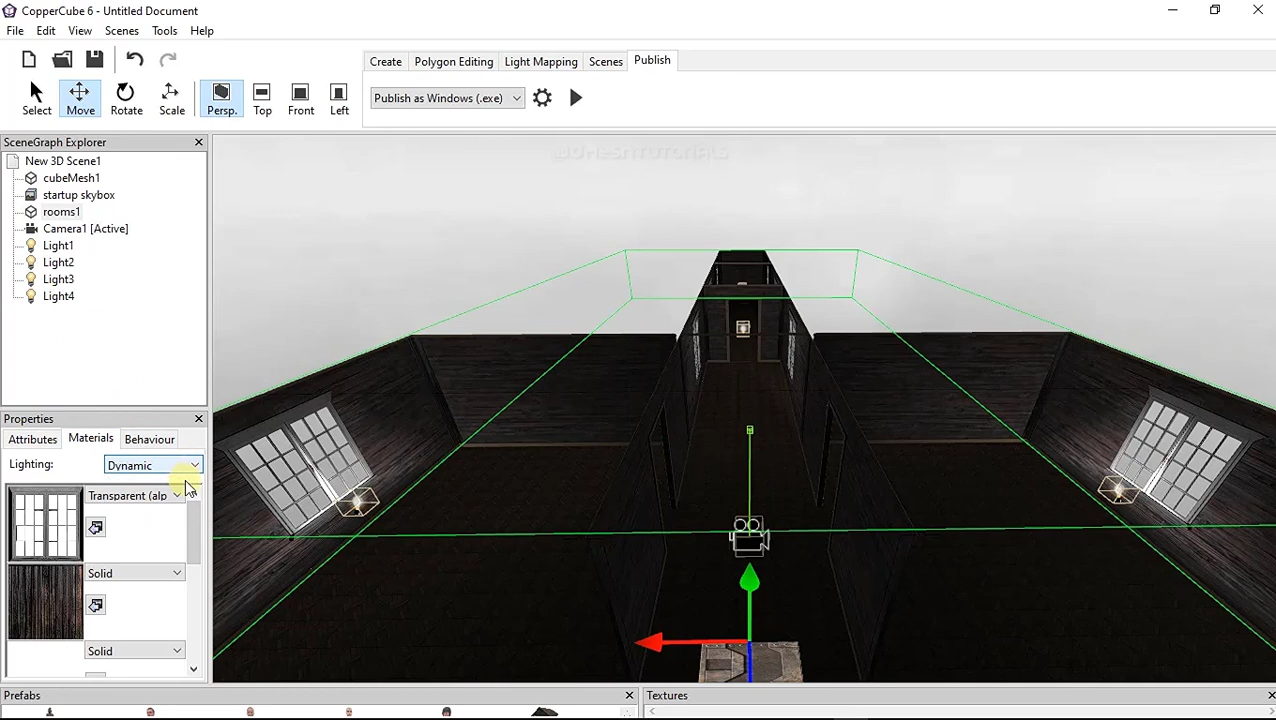 CopperCube 6 - Untitled Document
File Edit View Scenes Tools Help
Create Polygon Editing Light Mapping Scenes Publish
Select Move Rotate Scale Persp. Top Front Left
Publish as Windows (.exe)
SceneGraph Explorer
New 3D Scene1
cubeMesh1
startup skybox
rooms1
Camera1 [Active]
Light1
Light2
Light3
Light4
Properties
Attributes Materials Behaviour
Lighting: Dynamic
Transparent (alp
Solid
Solid
Prefabs
Textures